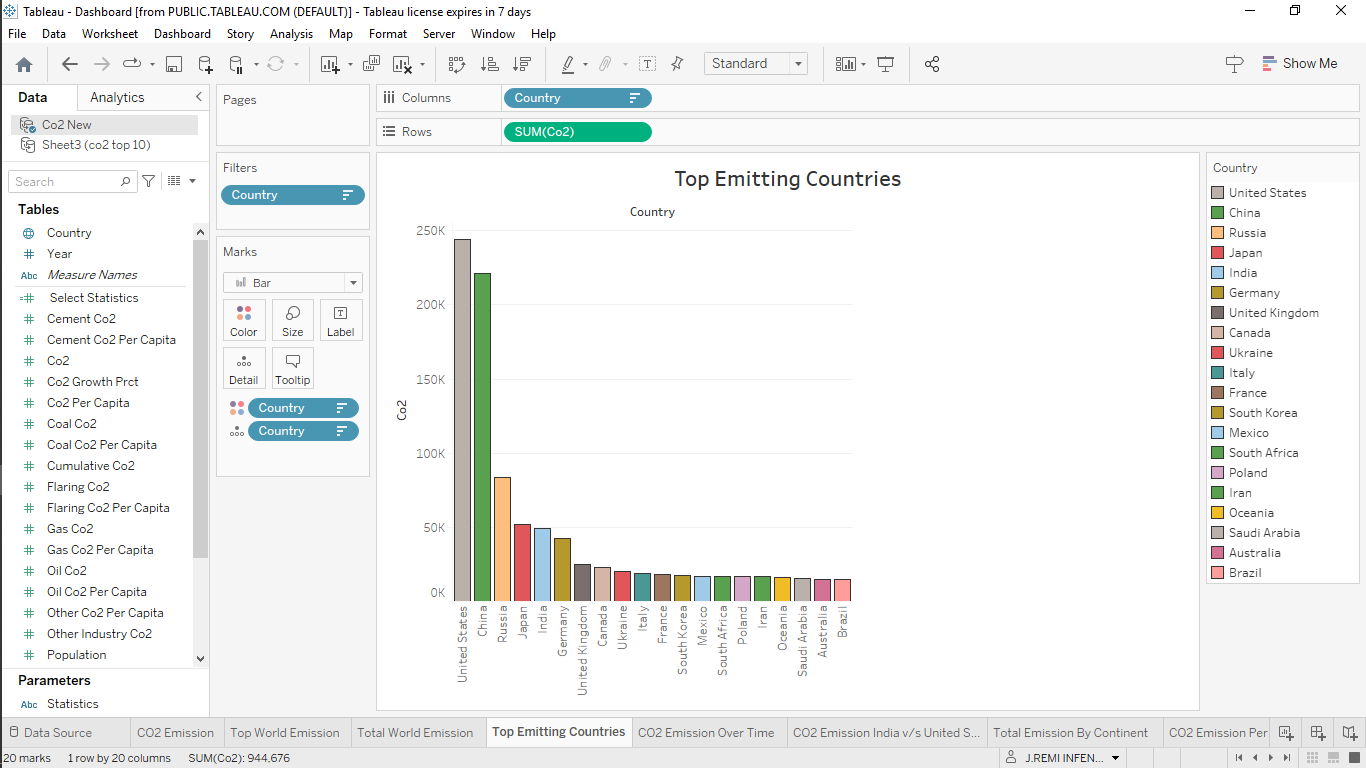 Tableau - Dashboard [from PUBLIC.TABLEAU.COM (DEFAULT)] - Tableau license expires in 7 days
File Data Worksheet Dashboard Story Analysis Map Format Server Window Help
Standard
Show Me
Data Analytics
Co2 New
Sheet3 (co2 top 10)
Search
Tables
Country
Year
Abc Measure Names
Select Statistics
Cement Co2
Cement Co2 Per Capita
Co2
Co2 Growth Prct
Co2 Per Capita
Coal Co2
Coal Co2 Per Capita
Cumulative Co2
Flaring Co2
Flaring Co2 Per Capita
Gas Co2
Gas Co2 Per Capita
Oil Co2
Oil Co2 Per Capita
Other Co2 Per Capita
Other Industry Co2
Population
Parameters
Abc Statistics
Pages
Filters
Country
Marks
Bar
Color Size Label
Detail Tooltip
Country
Country
Columns Country
Rows SUM(Co2)
Top Emitting Countries
Country
250K
200K
150K
100K
50K
0K
Co2
United States
China
Russia
Japan
India
Germany
United Kingdom
Canada
Ukraine
Italy
France
South Korea
Mexico
South Africa
Poland
Iran
Oceania
Saudi Arabia
Australia
Brazil
Country
United States
China
Russia
Japan
India
Germany
United Kingdom
Canada
Ukraine
Italy
France
South Korea
Mexico
South Africa
Poland
Iran
Oceania
Saudi Arabia
Australia
Brazil
Data Source CO2 Emission Top World Emission Total World Emission Top Emitting Countries CO2 Emission Over Time CO2 Emission India v/s United S... Total Emission By Continent CO2 Emission Per
20 marks 1 row by 20 columns SUM(Co2): 944,676 J.REMI INFEN...